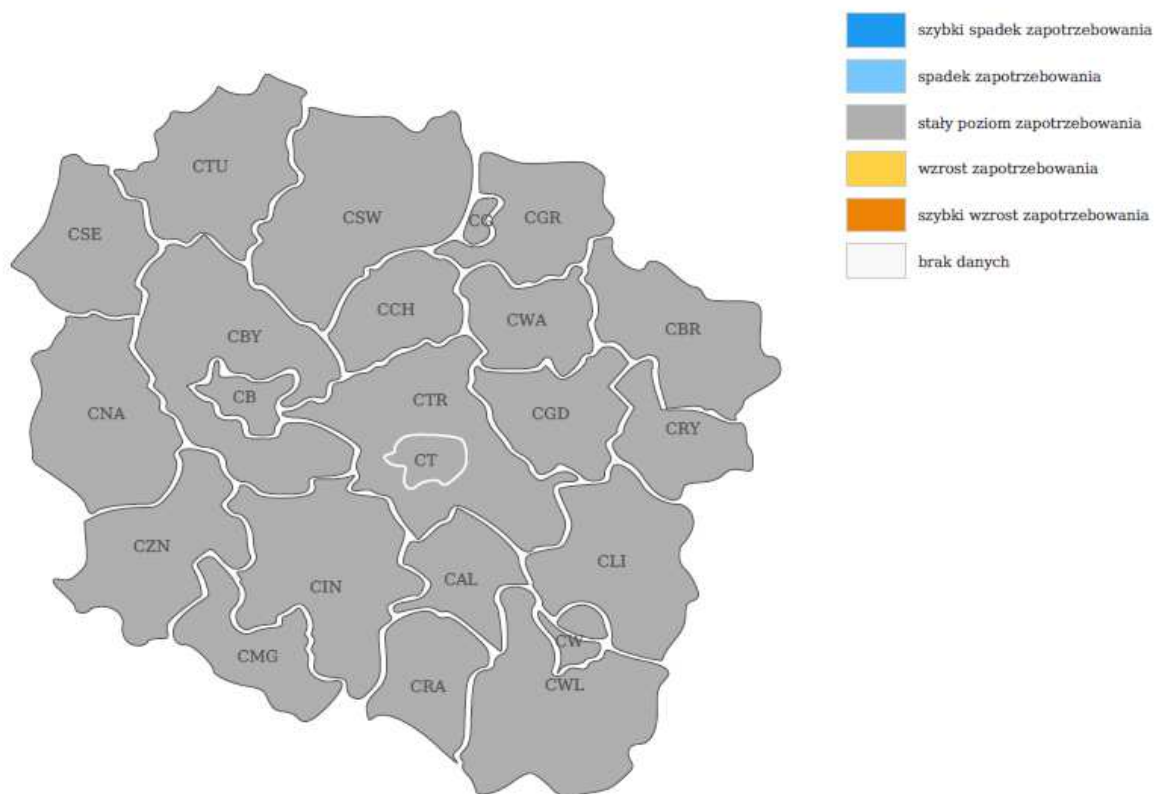 szybki spadek zapotrzebowania
spadek zapotrzebowania
stały poziom zapotrzebowania
wzrost zapotrzebowania
szybki wzrost zapotrzebowania
brak danych
CTU
CSW
CG
CGR
CSE
CCH
CWA
CBR
CBY
CB
CTR
CNA
CGD
CRY
CT
CZN
CIN
CAL
CLI
CMG
CW
CRA
CWL